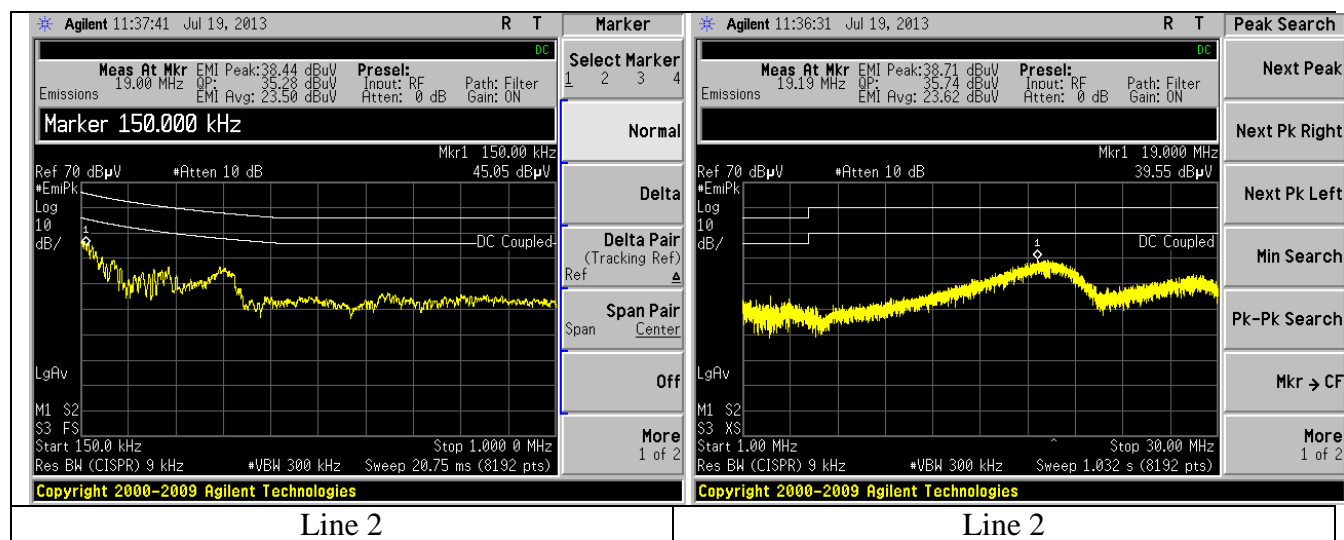 Agilent 11:37:41 Jul 19, 2013 R T
DC
Meas At Mkr EMI Peak:38.44 dBuV Presel:
19.00 MHz QP: 35.28 dBuV Input: RF Path: Filter
Emissions EMI Avg: 23.50 dBuV Atten: 0 dB Gain: ON
Marker 150.000 kHz
Mkr1 150.00 kHz
Ref 70 dBµV #Atten 10 dB 45.05 dBµV
#EmiPk
Log
10
dB/
1
DC Coupled
LgAv
M1 S2
S3 FS
Start 150.0 kHz Stop 1.000 0 MHz
Res BW (CISPR) 9 kHz #VBW 300 kHz Sweep 20.75 ms (8192 pts)
Copyright 2000-2009 Agilent Technologies
Marker
Select Marker
1 2 3 4
Normal
Delta
Delta Pair
(Tracking Ref)
Ref Δ
Span Pair
Span Center
Off
More
1 of 2
Line 2
Agilent 11:36:31 Jul 19, 2013 R T
DC
Meas At Mkr EMI Peak:38.71 dBuV Presel:
19.19 MHz QP: 35.74 dBuV Input: RF Path: Filter
Emissions EMI Avg: 23.62 dBuV Atten: 0 dB Gain: ON
Mkr1 19.000 MHz
Ref 70 dBµV #Atten 10 dB 39.55 dBµV
#EmiPk
Log
10
dB/
1
DC Coupled
LgAv
M1 S2
S3 XS
Start 1.00 MHz ^ Stop 30.00 MHz
Res BW (CISPR) 9 kHz #VBW 300 kHz Sweep 1.032 s (8192 pts)
Copyright 2000-2009 Agilent Technologies
Peak Search
Next Peak
Next Pk Right
Next Pk Left
Min Search
Pk-Pk Search
Mkr → CF
More
1 of 2
Line 2